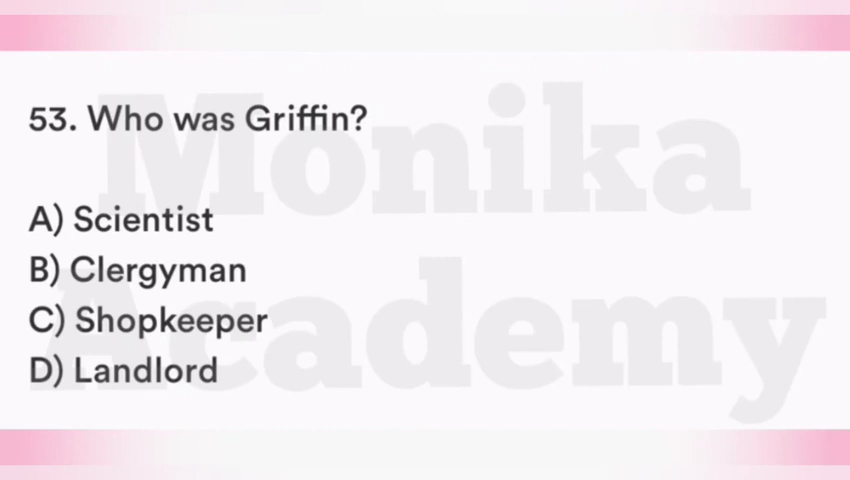 53. Who was Griffin?
A) Scientist
B) Clergyman
C) Shopkeeper
D) Landlord
Monika
Academy